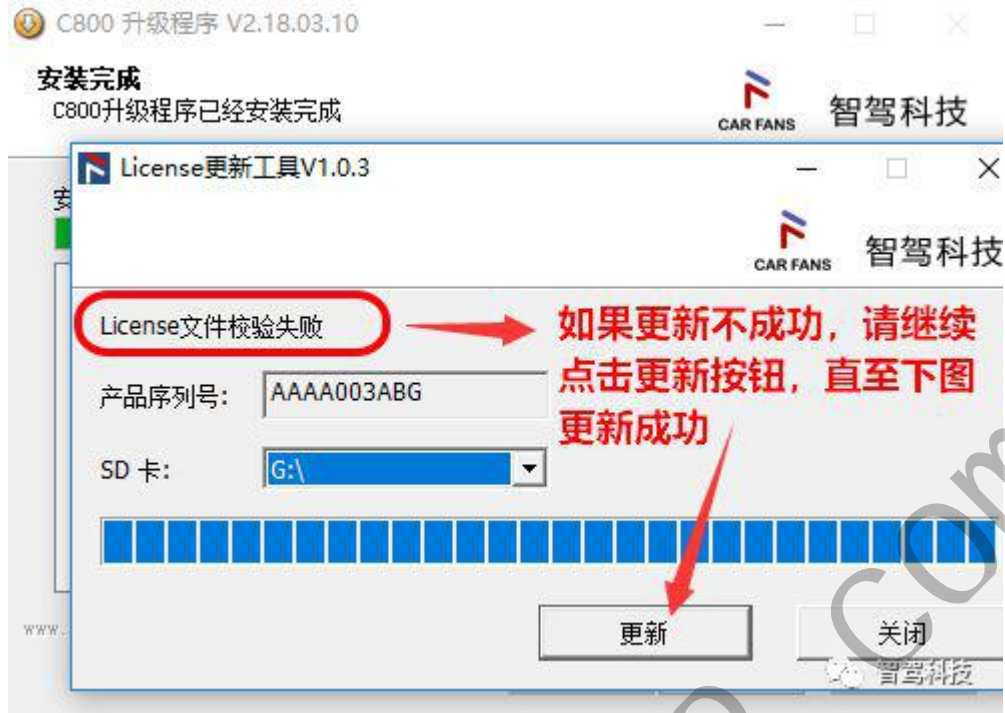 C800 升级程序 V2.18.03.10
安装完成
C800升级程序已经安装完成
CAR FANS 智驾科技
License更新工具V1.0.3
安
CAR FANS 智驾科技
License文件校验失败
如果更新不成功，请继续
点击更新按钮，直至下图
更新成功
产品序列号: AAAA003ABG
SD 卡: G:\
www.
更新 关闭
智驾科技